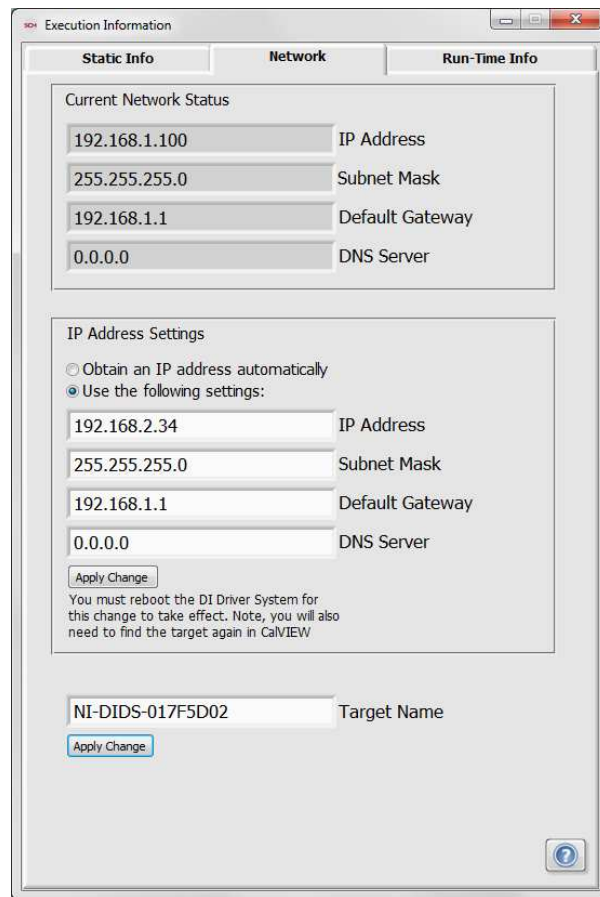 Execution Information
Static Info
Network
Run-Time Info
Current Network Status
192.168.1.100 IP Address
255.255.255.0 Subnet Mask
192.168.1.1 Default Gateway
0.0.0.0 DNS Server
IP Address Settings
Obtain an IP address automatically
Use the following settings:
192.168.2.34 IP Address
255.255.255.0 Subnet Mask
192.168.1.1 Default Gateway
0.0.0.0 DNS Server
Apply Change
You must reboot the DI Driver System for
this change to take effect. Note, you will also
need to find the target again in CalVIEW
NI-DIDS-017F5D02 Target Name
Apply Change
?